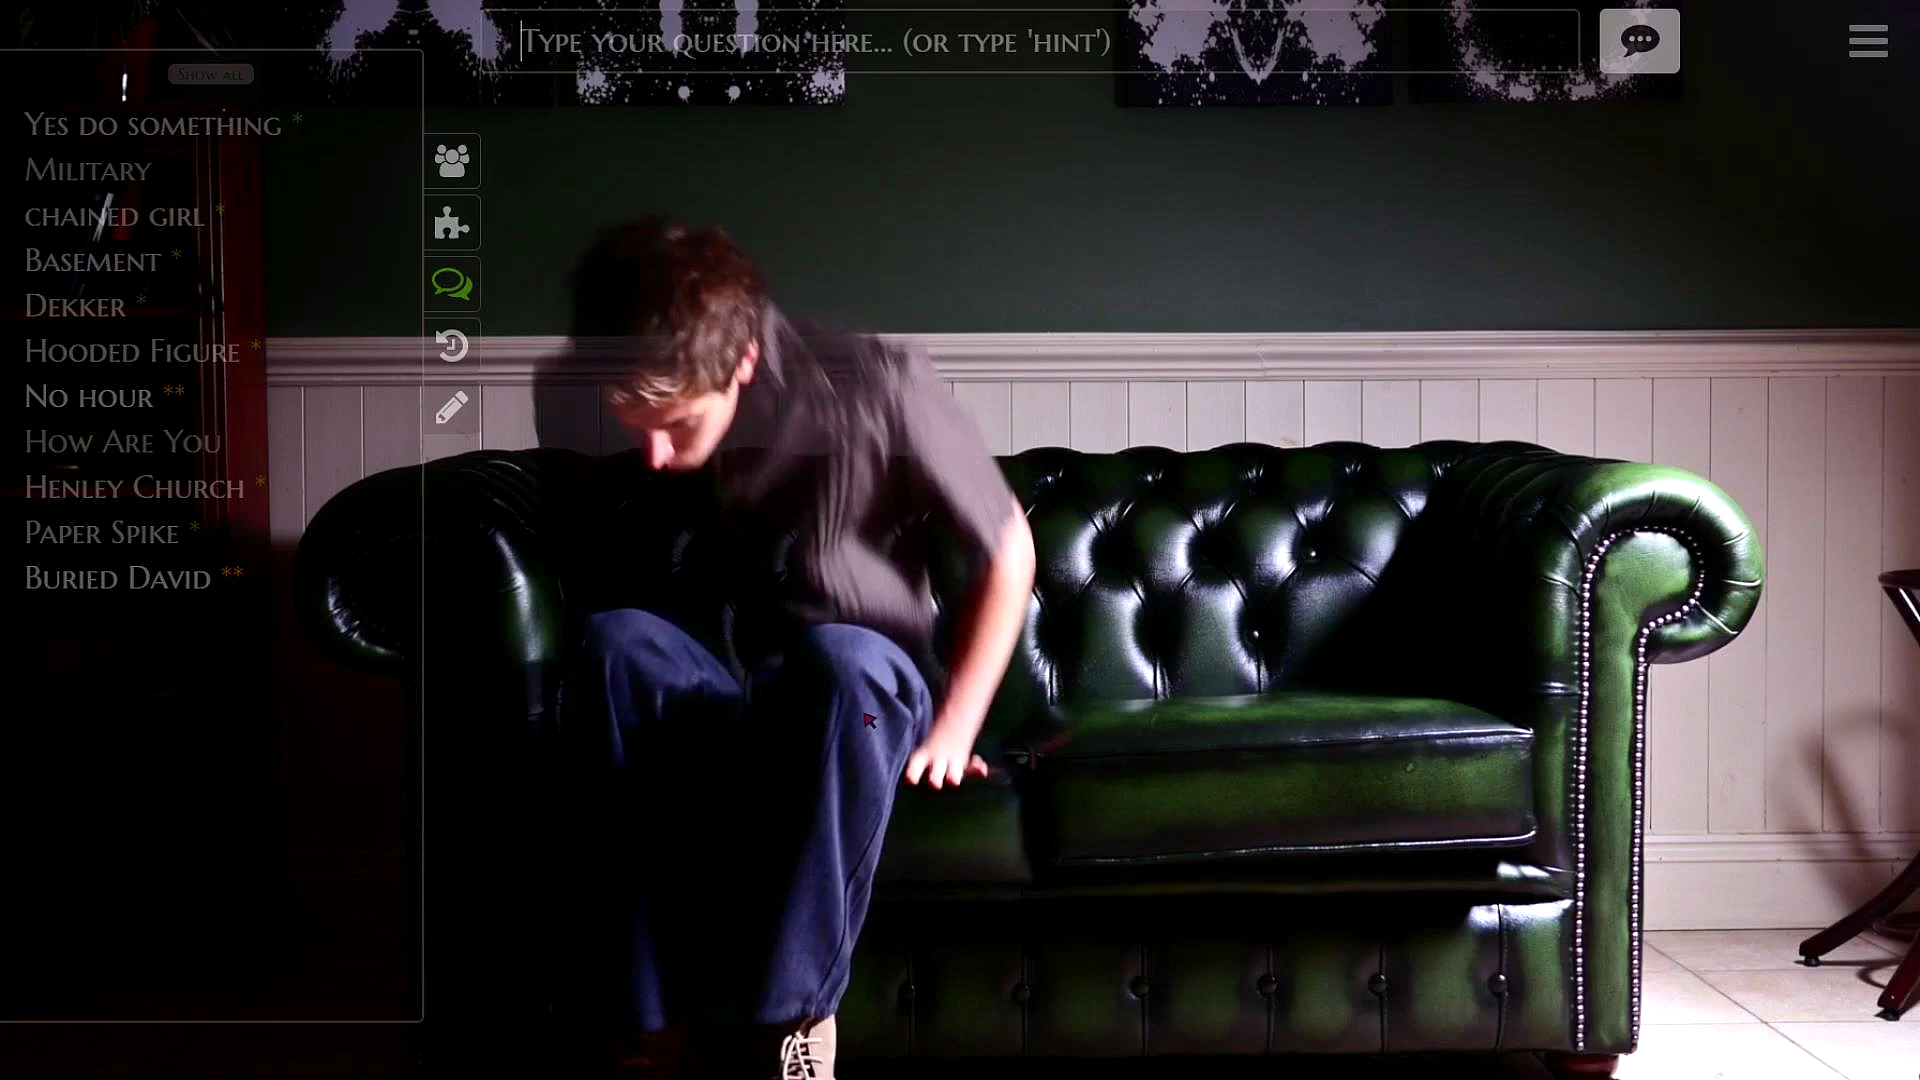 Type your question here... (or type 'hint')
Show all
Yes do something *
Military
chained girl *
Basement *
Dekker *
Hooded Figure *
No hour **
How Are You
Henley Church *
Paper Spike *
Buried David **